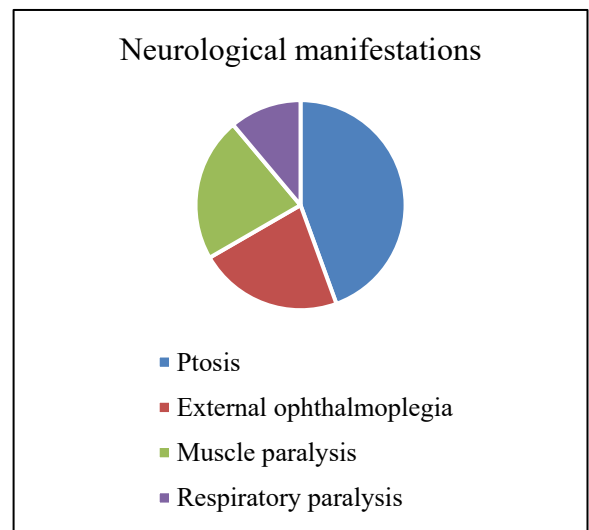 Neurological manifestations
Ptosis
External ophthalmoplegia
Muscle paralysis
Respiratory paralysis